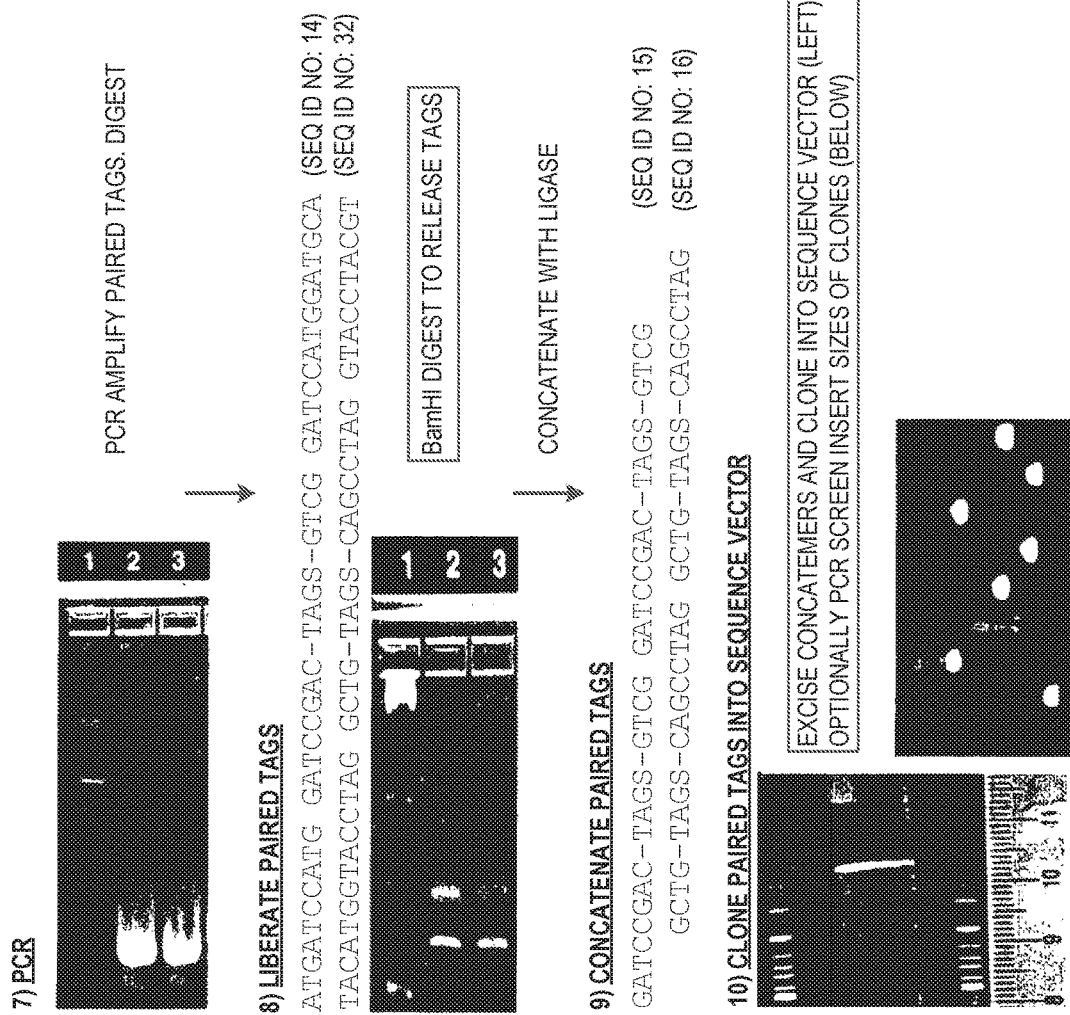 7) PCR
1
2
3
PCR AMPLIFY PAIRED TAGS. DIGEST
8) LIBERATE PAIRED TAGS
ATGATCCATG GATCCGAC-TAGS-GTCG GATCCATGGATGCA (SEQ ID NO: 14)
TACATGGTACCTAG GCTG-TAGS-CAGCCTAG GTACCTACGT (SEQ ID NO: 32)
1
2
3
BamHI DIGEST TO RELEASE TAGS
CONCATENATE WITH LIGASE
9) CONCATENATE PAIRED TAGS
GATCCGAC-TAGS-GTCG GATCCGAC-TAGS-GTCG (SEQ ID NO: 15)
GCTG-TAGS-CAGCCTAG GCTG-TAGS-CAGCCTAG (SEQ ID NO: 16)
10) CLONE PAIRED TAGS INTO SEQUENCE VECTOR
EXCISE CONCATEMERS AND CLONE INTO SEQUENCE VECTOR (LEFT)
OPTIONALLY PCR SCREEN INSERT SIZES OF CLONES (BELOW)
8 9 10 11